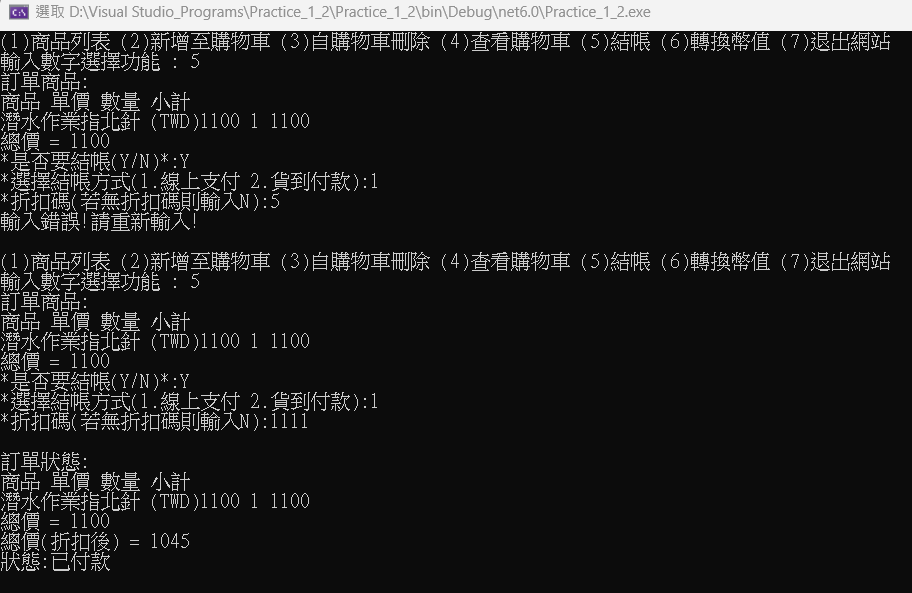 選取 D:\Visual Studio_Programs\Practice_1_2\Practice_1_2\bin\Debug\net6.0\Practice_1_2.exe
(1)商品列表 (2)新增至購物車 (3)自購物車刪除 (4)查看購物車 (5)結帳 (6)轉換幣值 (7)退出網站
輸入數字選擇功能 : 5
訂單商品:
商品 單價 數量 小計
潛水作業指北針 (TWD)1100 1 1100
總價 = 1100
*是否要結帳(Y/N)*:Y
*選擇結帳方式(1.線上支付 2.貨到付款):1
*折扣碼(若無折扣碼則輸入N):5
輸入錯誤!請重新輸入!
(1)商品列表 (2)新增至購物車 (3)自購物車刪除 (4)查看購物車 (5)結帳 (6)轉換幣值 (7)退出網站
輸入數字選擇功能 : 5
訂單商品:
商品 單價 數量 小計
潛水作業指北針 (TWD)1100 1 1100
總價 = 1100
*是否要結帳(Y/N)*:Y
*選擇結帳方式(1.線上支付 2.貨到付款):1
*折扣碼(若無折扣碼則輸入N):1111
訂單狀態:
商品 單價 數量 小計
潛水作業指北針 (TWD)1100 1 1100
總價 = 1100
總價(折扣後) = 1045
狀態:已付款